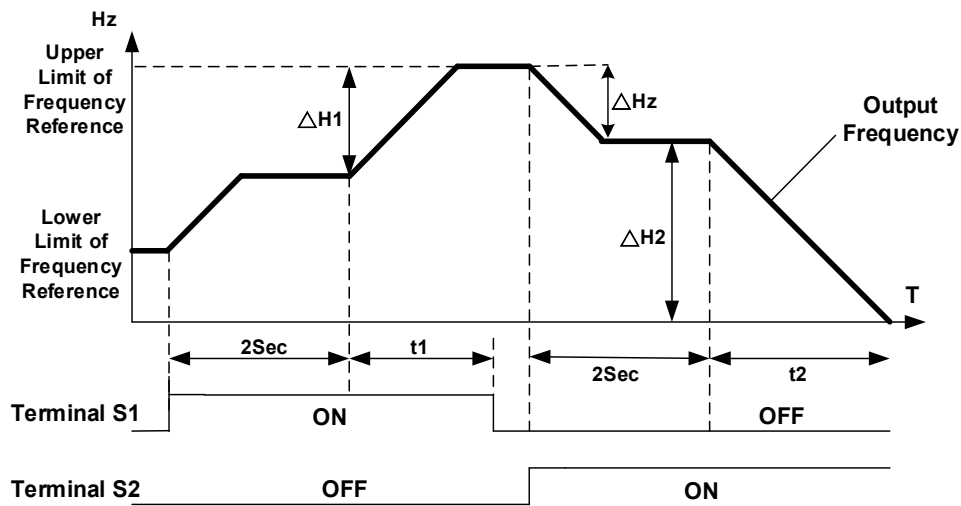 Hz
Upper
Limit of
Frequency
Reference
△H1
△Hz
Output
Frequency
Lower
Limit of
Frequency
Reference
△H2
T
2Sec
t1
2Sec
t2
Terminal S1
ON
OFF
Terminal S2
OFF
ON